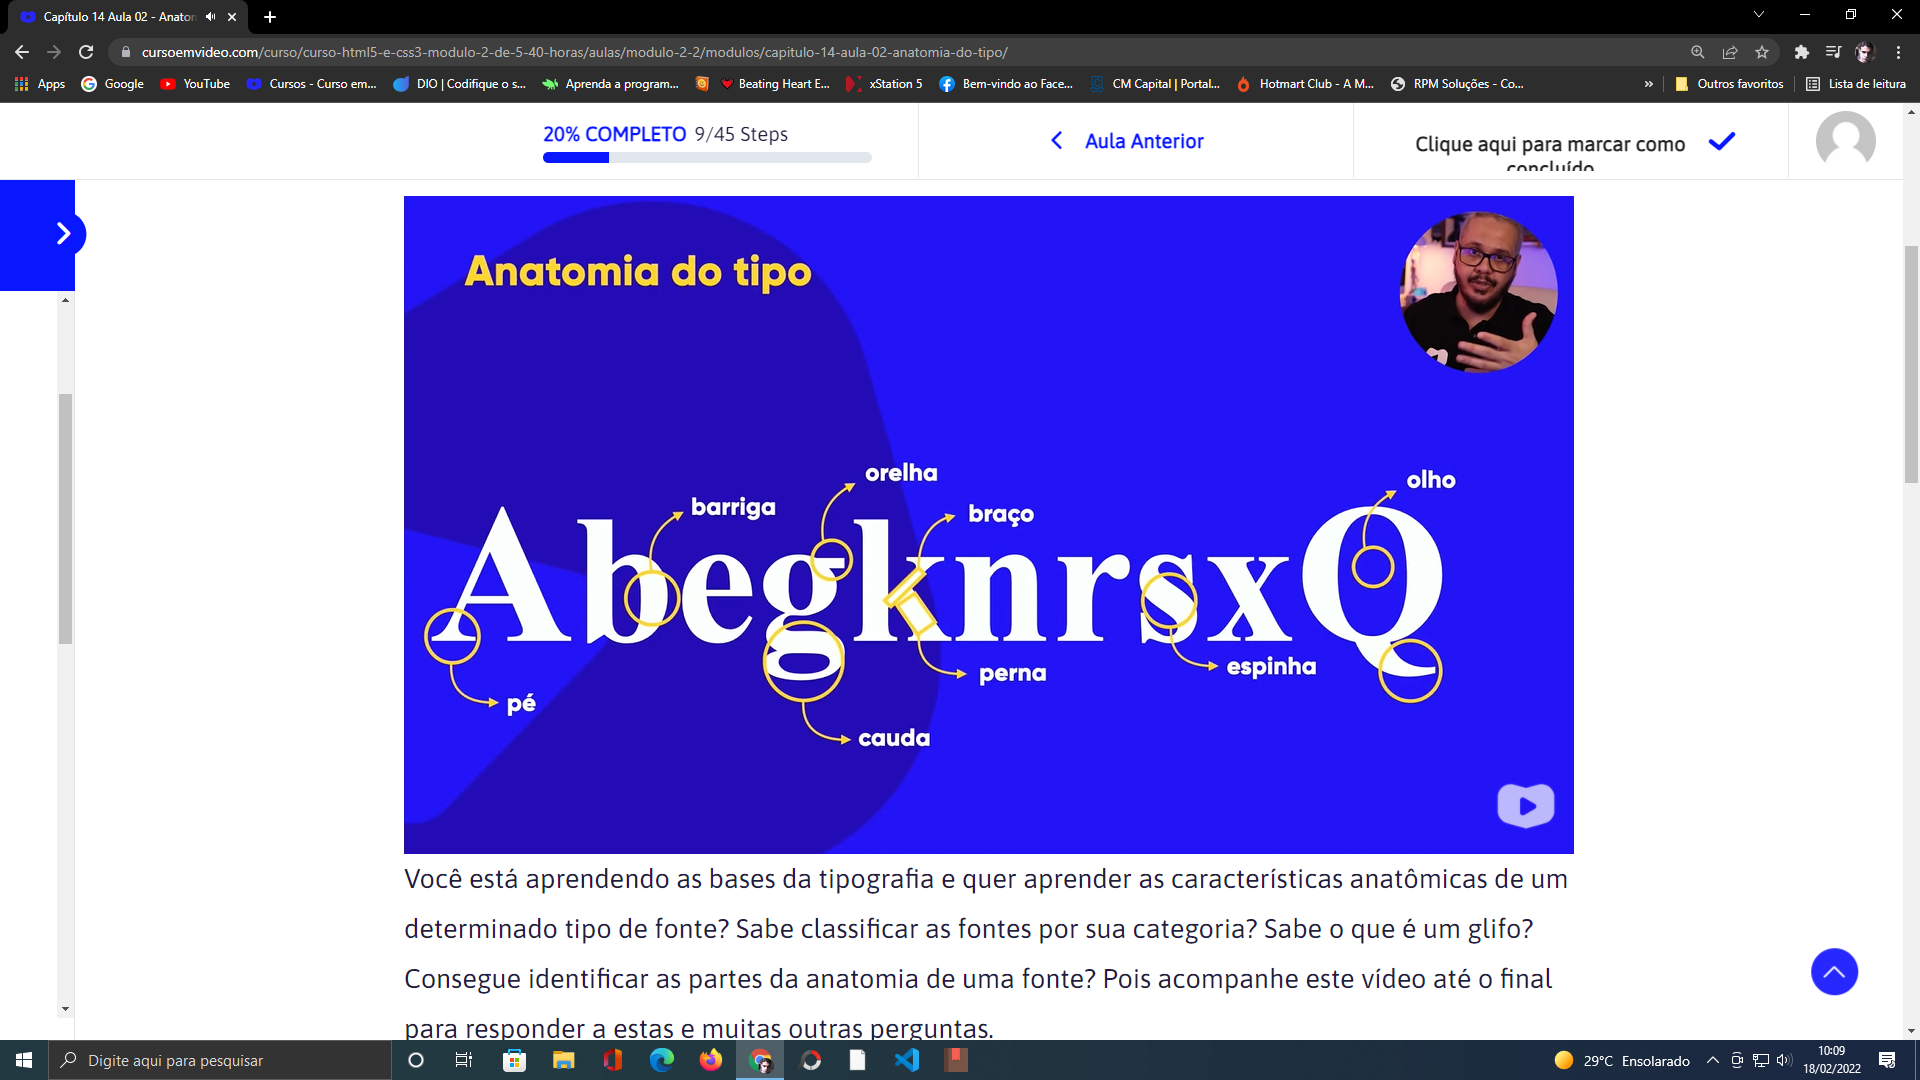 Capítulo 14 Aula 02 - Anator
cursoemvideo.com/curso/curso-html5-e-css3-modulo-2-de-5-40-horas/aulas/modulo-2-2/modulos/capitulo-14-aula-02-anatomia-do-tipo/
Apps Google YouTube Cursos - Curso em... DIO | Codifique o s... Aprenda a program... Beating Heart E... xStation 5 Bem-vindo ao Face... CM Capital | Portal... Hotmart Club - A M... RPM Soluções - Co... » Outros favoritos Lista de leitura
20% COMPLETO 9/45 Steps
Aula Anterior
Clique aqui para marcar como
concluído
Anatomia do tipo
orelha
olho
barriga
braço
AbegknrsxQ
espinha
perna
pé
cauda
Você está aprendendo as bases da tipografia e quer aprender as características anatômicas de um
determinado tipo de fonte? Sabe classificar as fontes por sua categoria? Sabe o que é um glifo?
Consegue identificar as partes da anatomia de uma fonte? Pois acompanhe este vídeo até o final
para responder a estas e muitas outras perguntas.
Digite aqui para pesquisar
29°C Ensolarado
10:09
18/02/2022